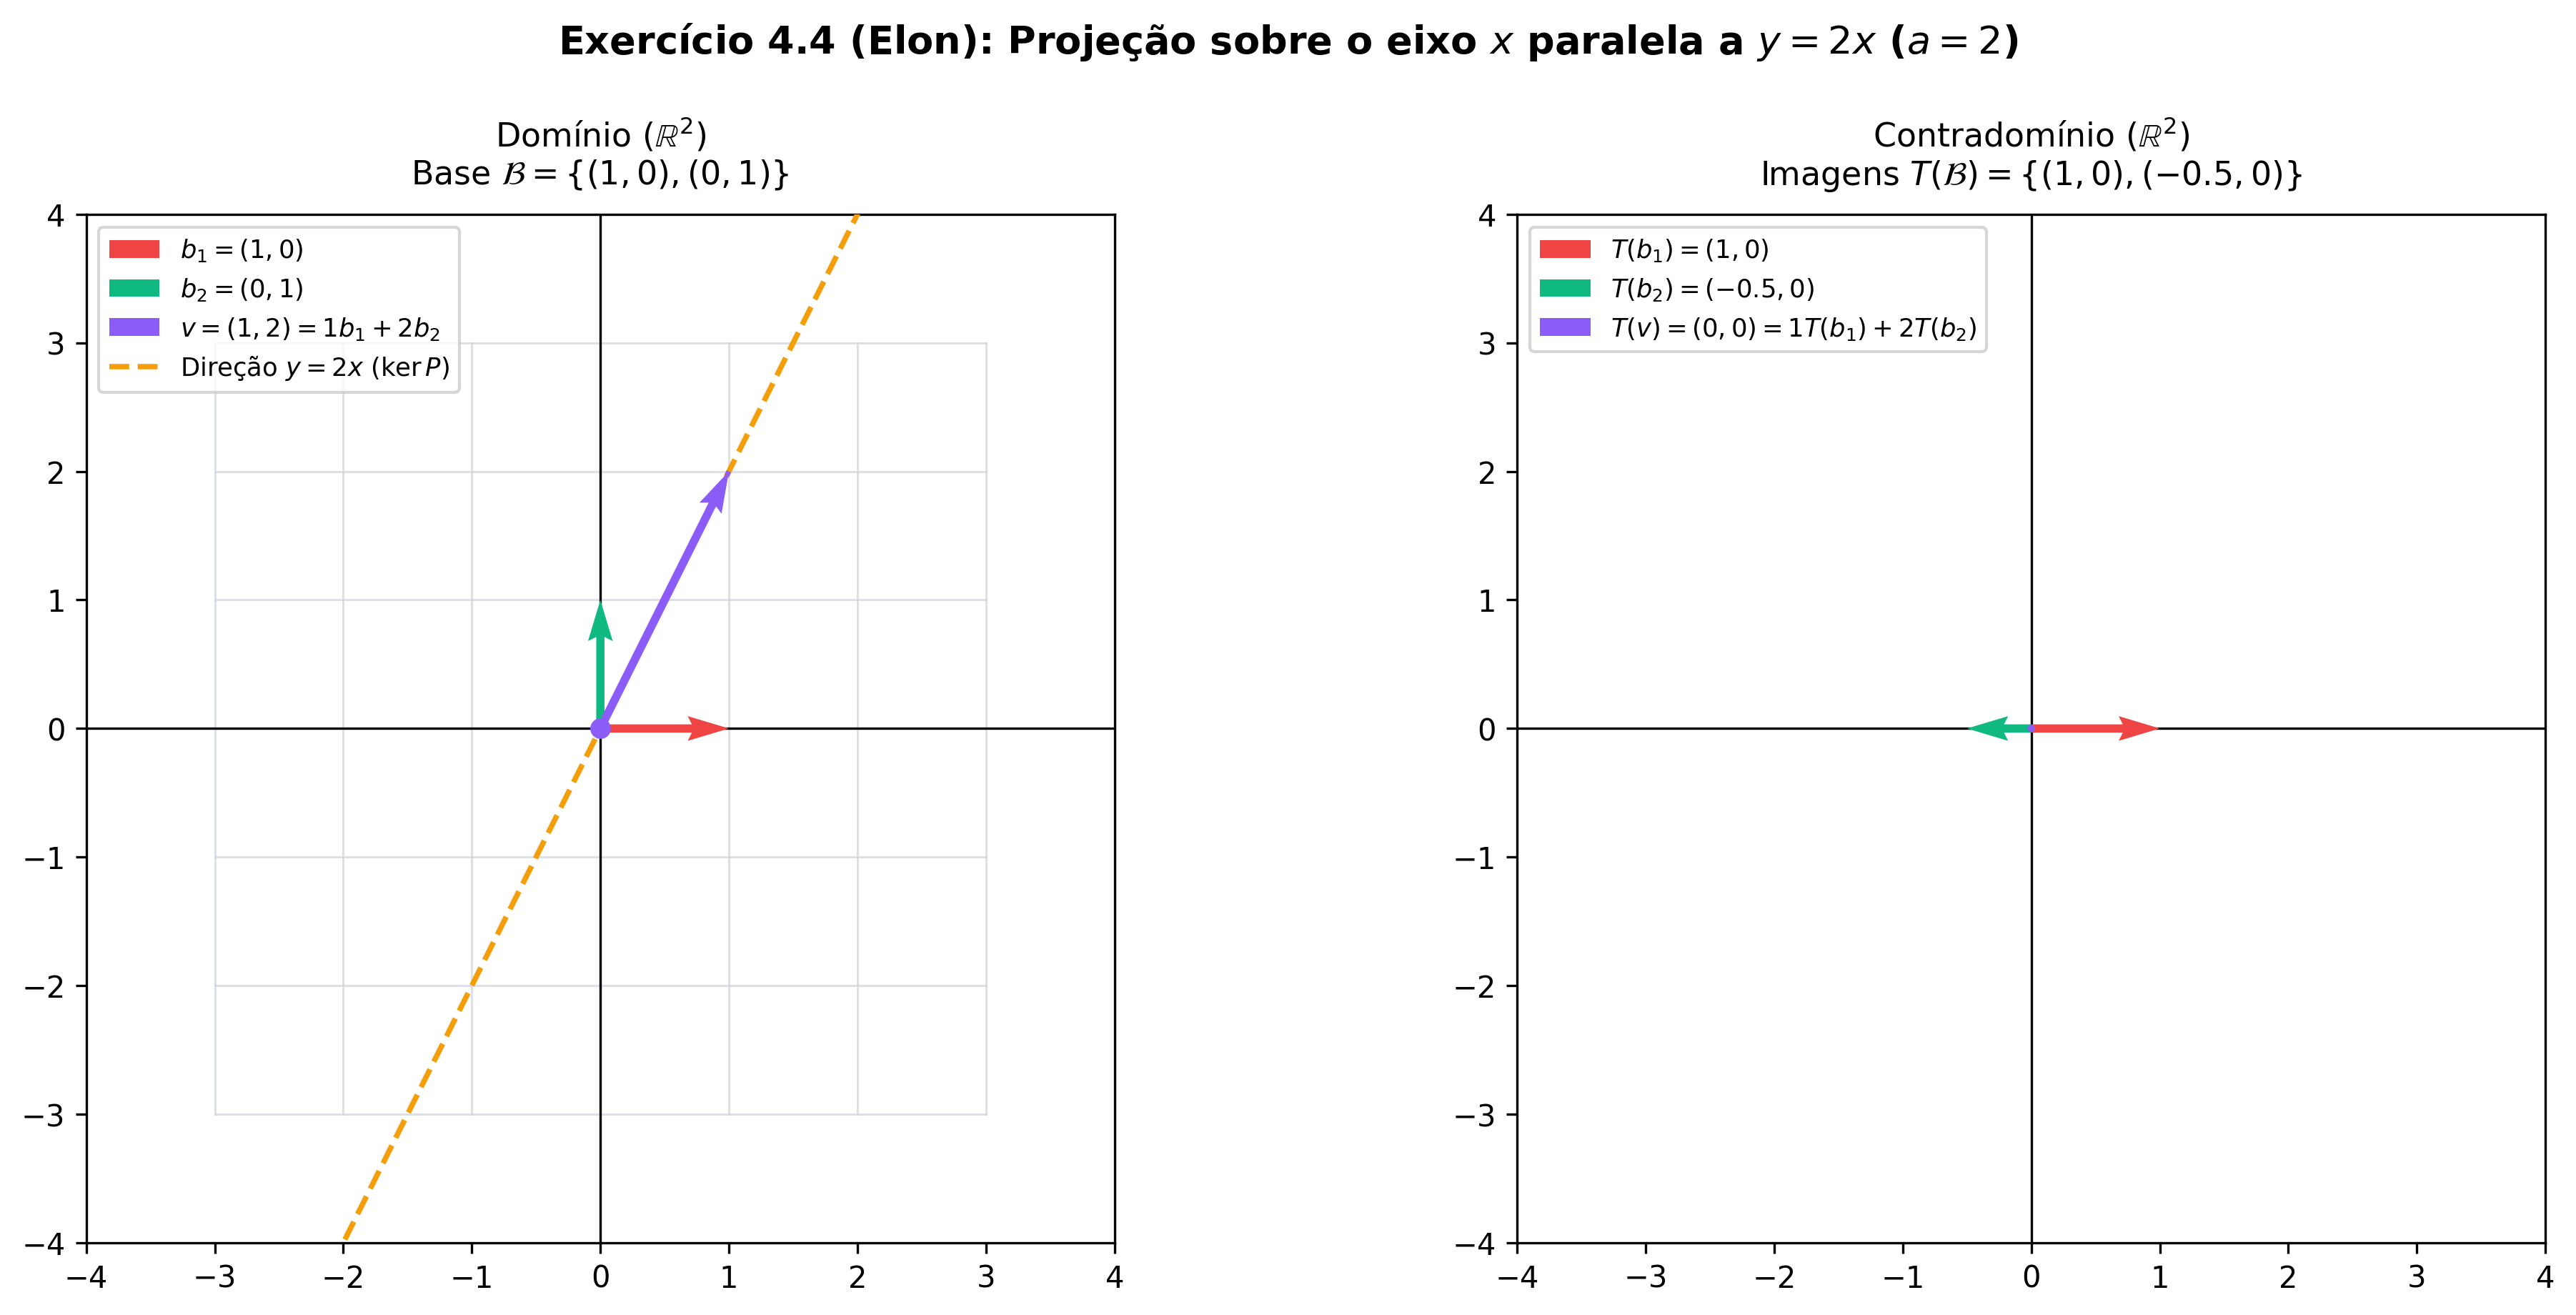 Exercício 4.4 (Elon): Projeção sobre o eixo x paralela a y = 2x (a = 2)
Domínio (ℝ²)
Base ℬ = {(1, 0), (0, 1)}
4
3
2
1
0
−1
−2
−3
−4
−4 −3 −2 −1 0 1 2 3 4
b₁ = (1, 0)
b₂ = (0, 1)
v = (1, 2) = 1b₁ + 2b₂
Direção y = 2x (ker P)
Contradomínio (ℝ²)
Imagens T(ℬ) = {(1, 0), (−0.5, 0)}
4
3
2
1
0
−1
−2
−3
−4
−4 −3 −2 −1 0 1 2 3 4
T(b₁) = (1, 0)
T(b₂) = (−0.5, 0)
T(v) = (0, 0) = 1T(b₁) + 2T(b₂)